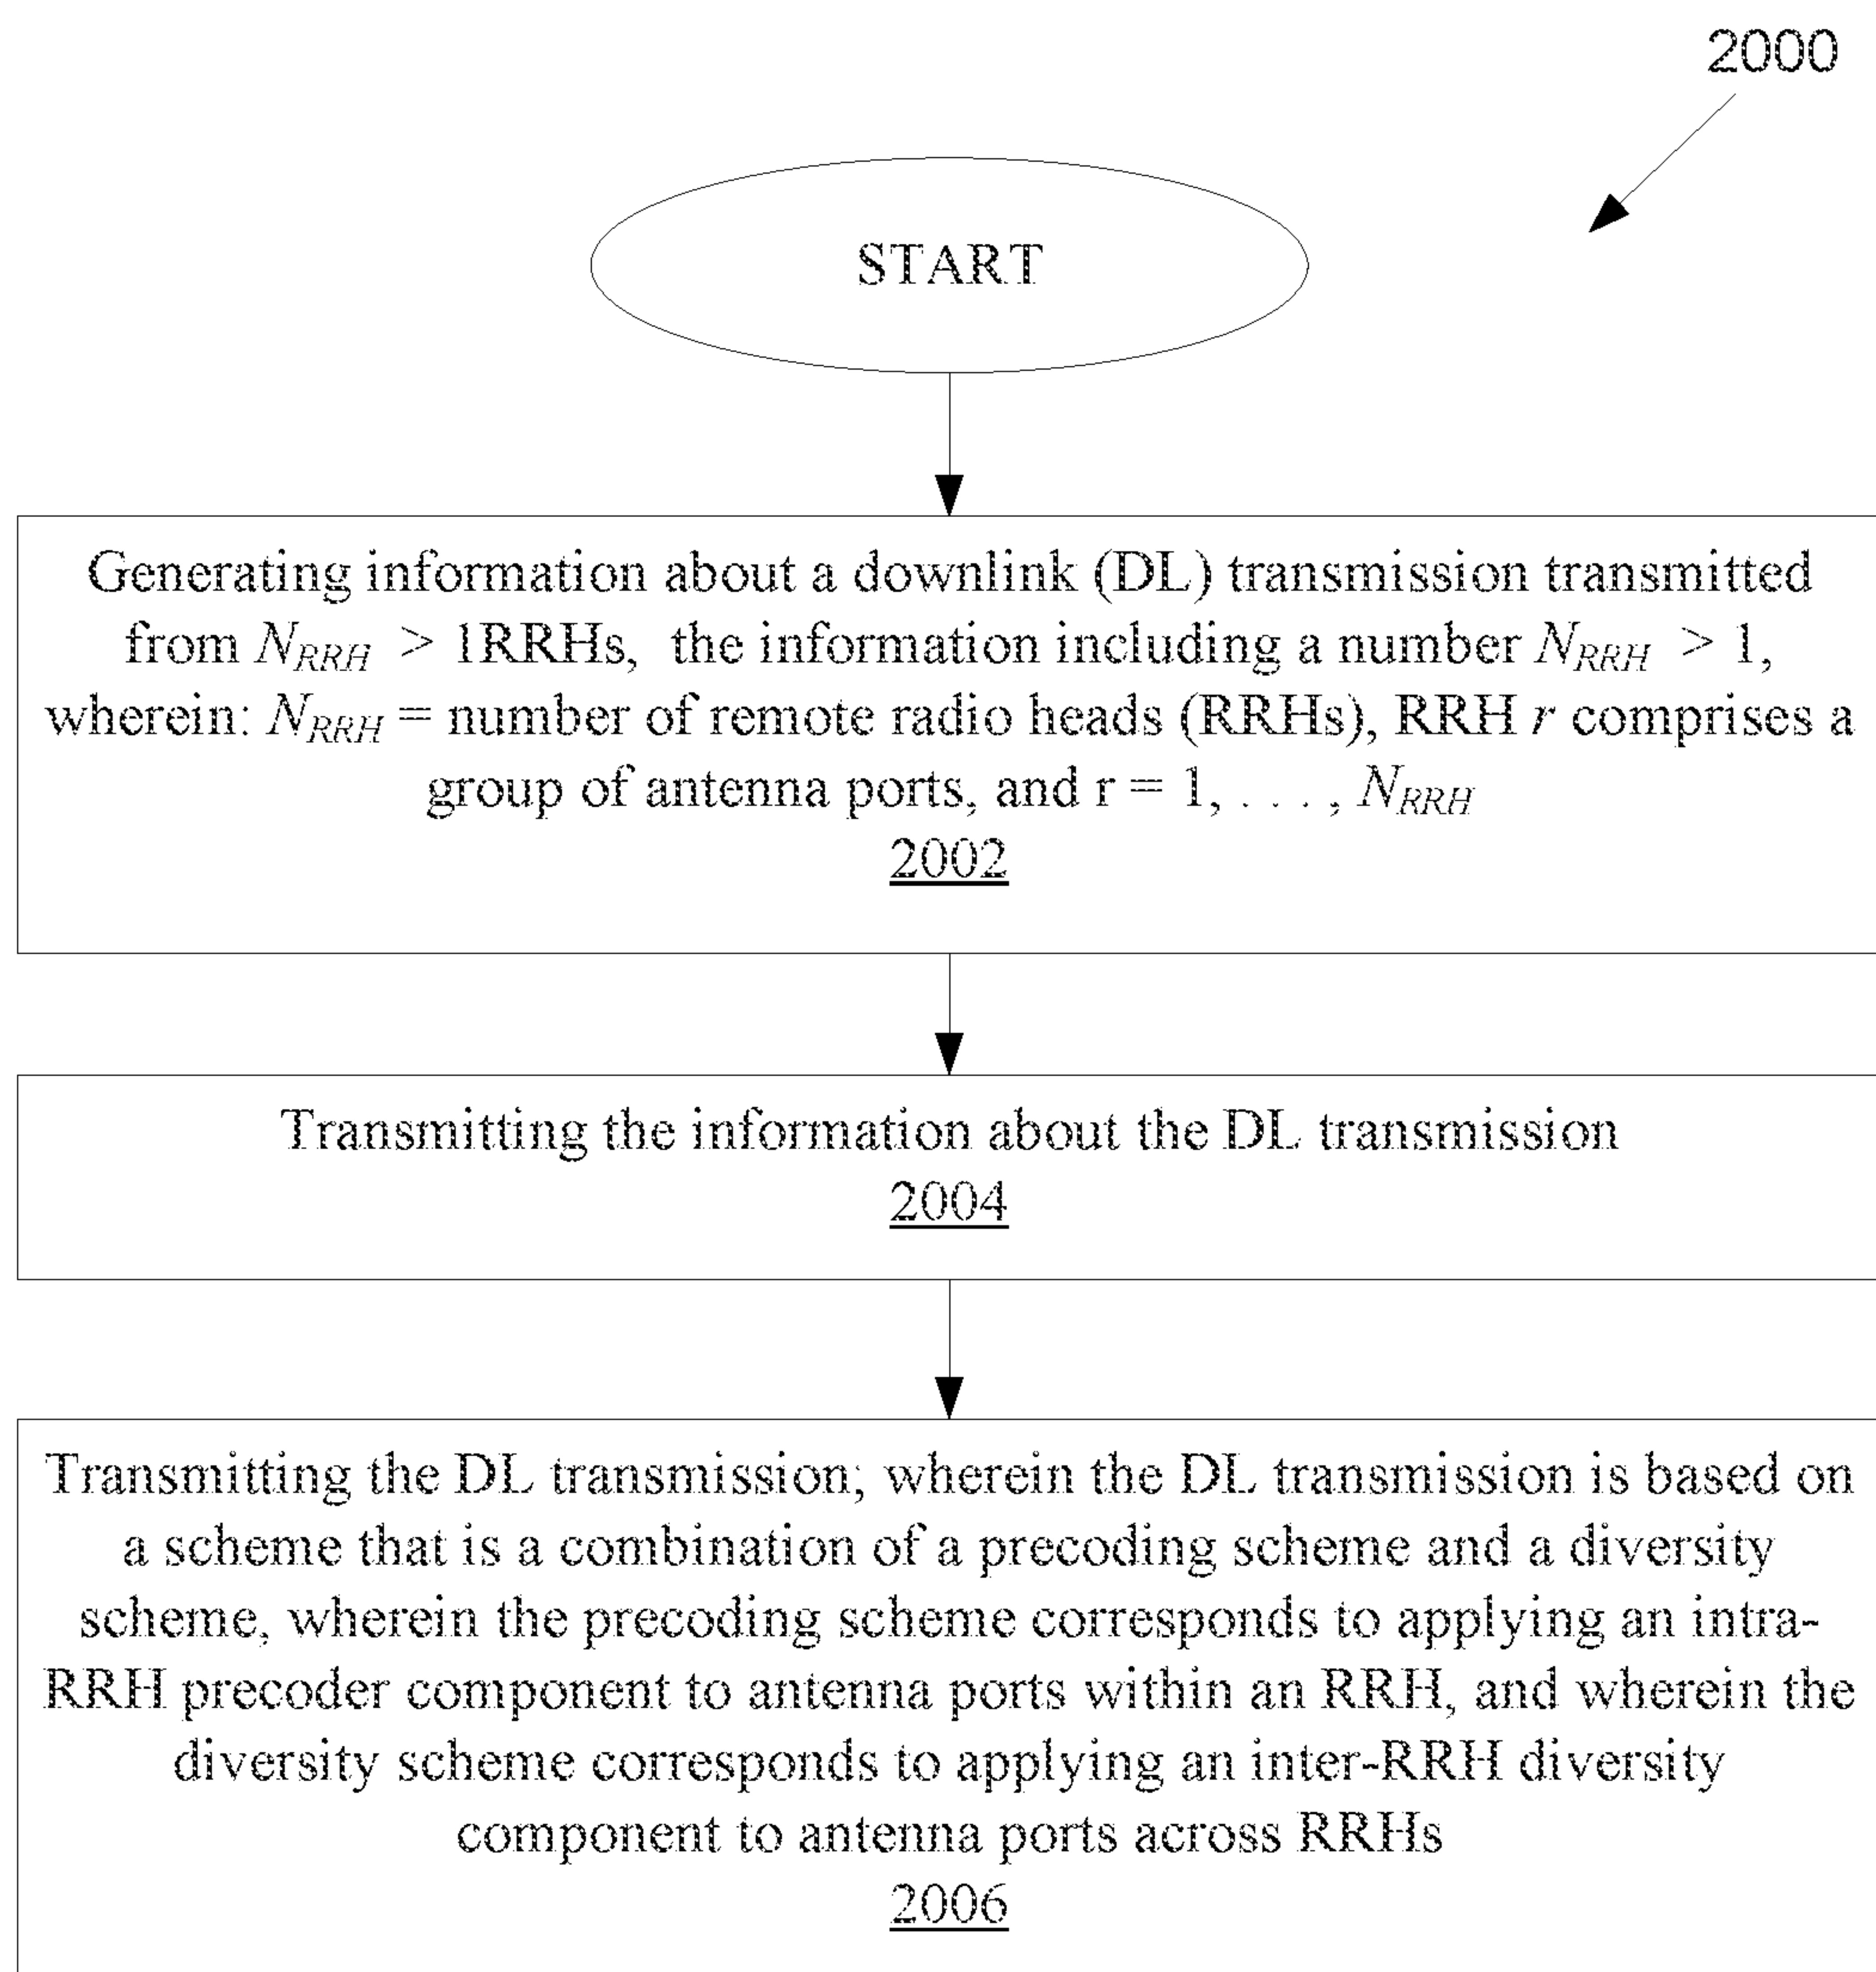 2000
START
Generating information about a downlink (DL) transmission transmitted
from N_RRH > 1RRHs, the information including a number N_RRH > 1,
wherein: N_RRH = number of remote radio heads (RRHs), RRH r comprises a
group of antenna ports, and r = 1, . . . , N_RRH
2002
Transmitting the information about the DL transmission
2004
Transmitting the DL transmission; wherein the DL transmission is based on
a scheme that is a combination of a precoding scheme and a diversity
scheme, wherein the precoding scheme corresponds to applying an intra-
RRH precoder component to antenna ports within an RRH, and wherein the
diversity scheme corresponds to applying an inter-RRH diversity
component to antenna ports across RRHs
2006